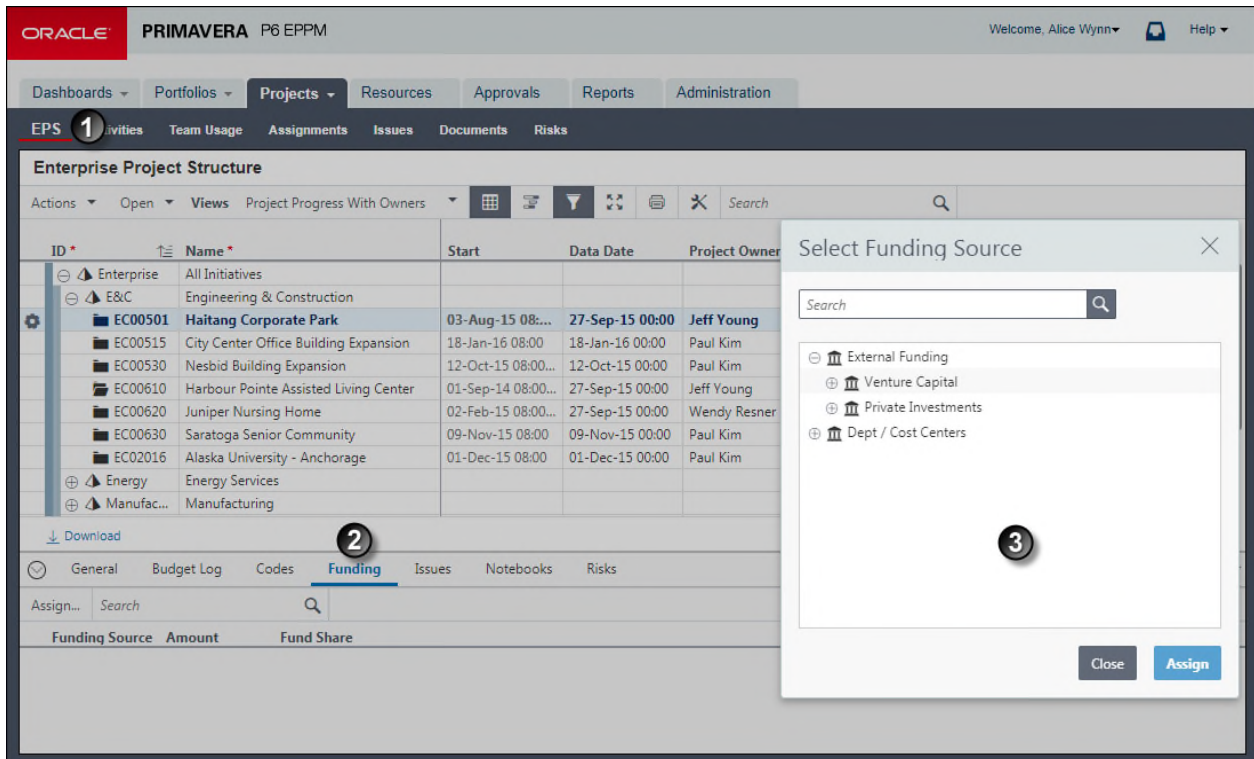 ORACLE PRIMAVERA P6 EPPM Welcome, Alice Wynn Help
Dashboards Portfolios Projects Resources Approvals Reports Administration
EPS 1 ivities Team Usage Assignments Issues Documents Risks
Enterprise Project Structure
Actions Open Views Project Progress With Owners Search
ID * Name * Start Data Date Project Owner
Enterprise All Initiatives
E&C Engineering & Construction
EC00501 Haitang Corporate Park 03-Aug-15 08:... 27-Sep-15 00:00 Jeff Young
EC00515 City Center Office Building Expansion 18-Jan-16 08:00 18-Jan-16 00:00 Paul Kim
EC00530 Nesbid Building Expansion 12-Oct-15 08:00... 12-Oct-15 00:00 Paul Kim
EC00610 Harbour Pointe Assisted Living Center 01-Sep-14 08:00... 27-Sep-15 00:00 Jeff Young
EC00620 Juniper Nursing Home 02-Feb-15 08:00... 27-Sep-15 00:00 Wendy Resner
EC00630 Saratoga Senior Community 09-Nov-15 08:00 09-Nov-15 00:00 Paul Kim
EC02016 Alaska University - Anchorage 01-Dec-15 08:00 01-Dec-15 00:00 Paul Kim
Energy Energy Services
Manufac... Manufacturing
Download
2
General Budget Log Codes Funding Issues Notebooks Risks
Assign... Search
Funding Source Amount Fund Share
Select Funding Source
Search
External Funding
Venture Capital
Private Investments
Dept / Cost Centers
3
Close Assign